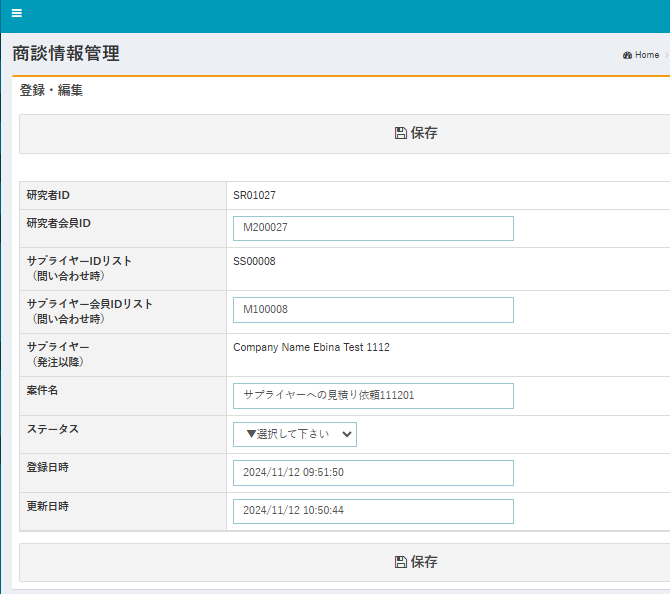 商談情報管理
Home
登録・編集
保存
研究者ID SR01027
研究者会員ID M200027
サプライヤーIDリスト SS00008
（問い合わせ時）
サプライヤー会員IDリスト M100008
（問い合わせ時）
サプライヤー Company Name Ebina Test 1112
（発注以降）
案件名 サプライヤーへの見積り依頼111201
ステータス ▼選択して下さい
登録日時 2024/11/12 09:51:50
更新日時 2024/11/12 10:50:44
保存